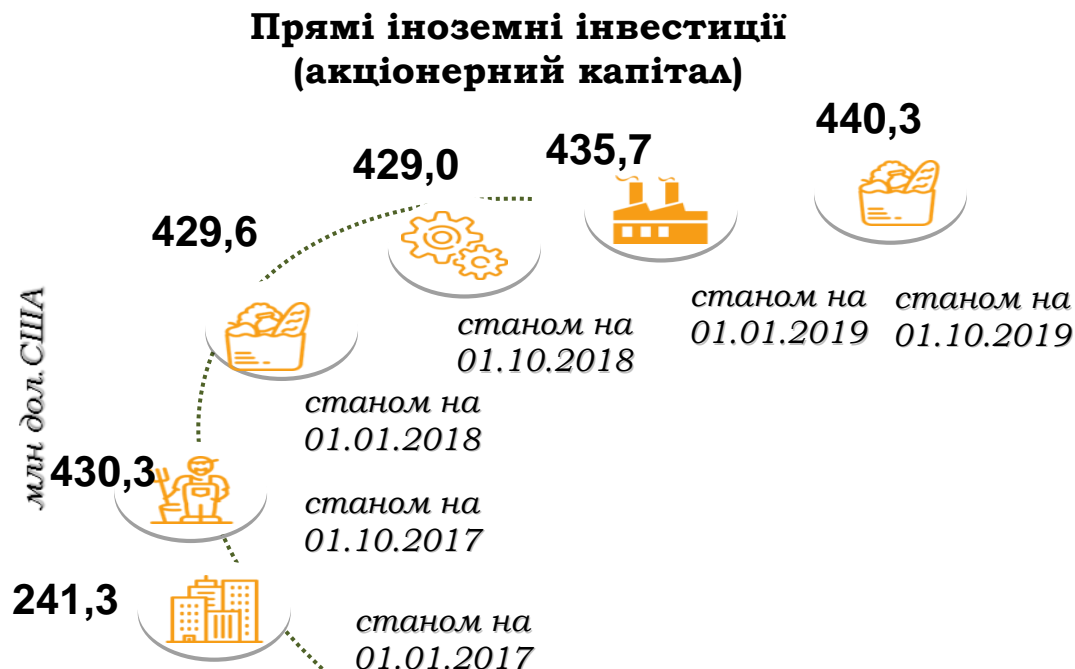 Прямі іноземні інвестиції
(акціонерний капітал)
440,3
435,7
429,0
429,6
млн дол. США
станом на
01.10.2018
станом на
01.01.2019
станом на
01.10.2019
станом на
01.01.2018
430,3
станом на
01.10.2017
241,3
станом на
01.01.2017